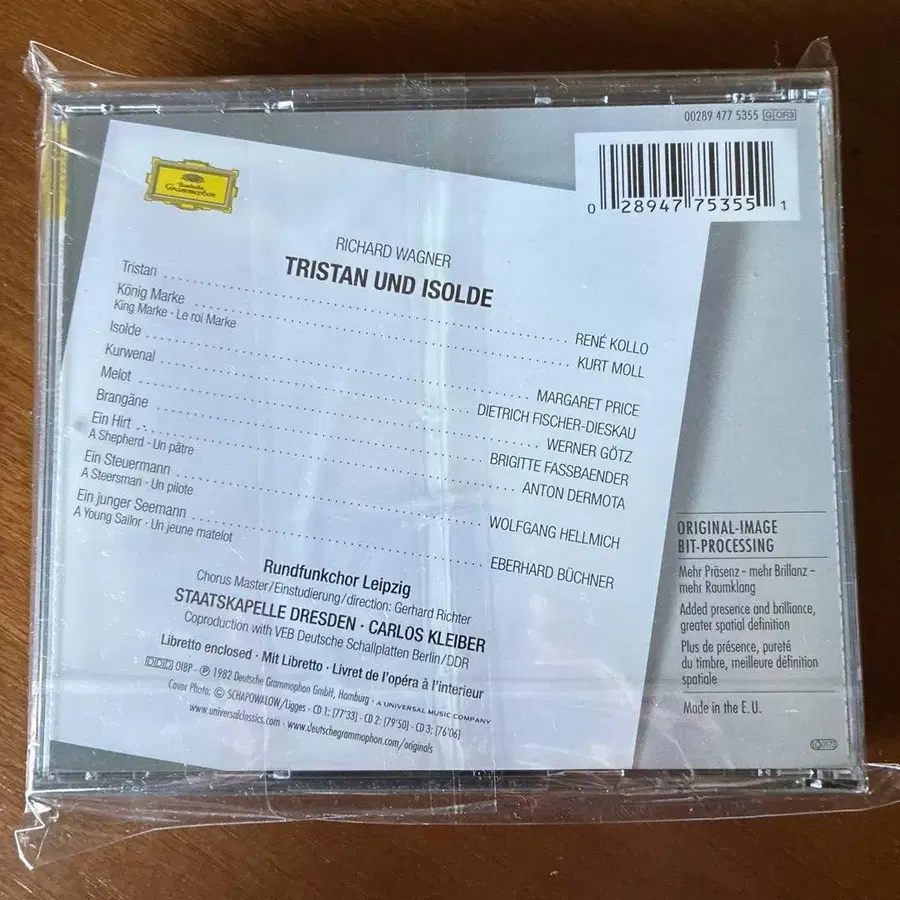 00289 477 5355 G OR3
0 28947 75355 1
Deutsche
Grammophon
RICHARD WAGNER
TRISTAN UND ISOLDE
Tristan RENÉ KOLLO
König Marke KURT MOLL
King Marke · Le roi Marke
Isolde MARGARET PRICE
Kurwenal DIETRICH FISCHER-DIESKAU
Melot WERNER GÖTZ
Brangäne BRIGITTE FASSBAENDER
Ein Hirt ANTON DERMOTA
A Shepherd · Un pâtre
Ein Steuermann WOLFGANG HELLMICH
A Steersman · Un pilote
Ein junger Seemann EBERHARD BÜCHNER
A Young Sailor · Un jeune matelot
Rundfunkchor Leipzig
Chorus Master/Einstudierung/direction: Gerhard Richter
STAATSKAPELLE DRESDEN · CARLOS KLEIBER
Coproduction with VEB Deutsche Schallplatten Berlin/DDR
Libretto enclosed · Mit Libretto · Livret de l'opéra à l'interieur
DDD OIBP · ℗ 1982 Deutsche Grammophon GmbH, Hamburg · A UNIVERSAL MUSIC COMPANY
Cover Photo: © SCHAPOWALOW/Ligges · CD 1: [77'33] · CD 2: [79'50] · CD 3: [76'06]
www.universalclassics.com · www.deutschegrammophon.com/originals
ORIGINAL-IMAGE
BIT-PROCESSING
Mehr Präsenz – mehr Brillanz –
mehr Raumklang
Added presence and brilliance,
greater spatial definition
Plus de présence, pureté
du timbre, meilleure définition
spatiale
Made in the E. U.